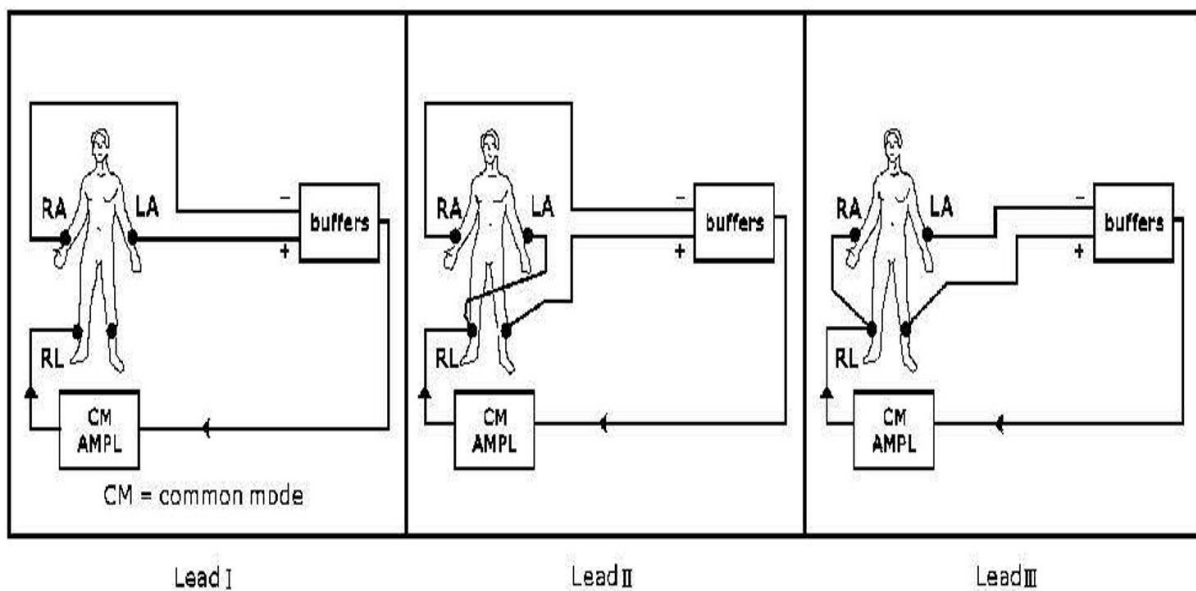 RA
LA
-
+
buffers
RL
CM
AMPL
CM = common mode
Lead I
RA
LA
-
+
buffers
RL
CM
AMPL
Lead II
RA
LA
-
+
buffers
RL
CM
AMPL
Lead III